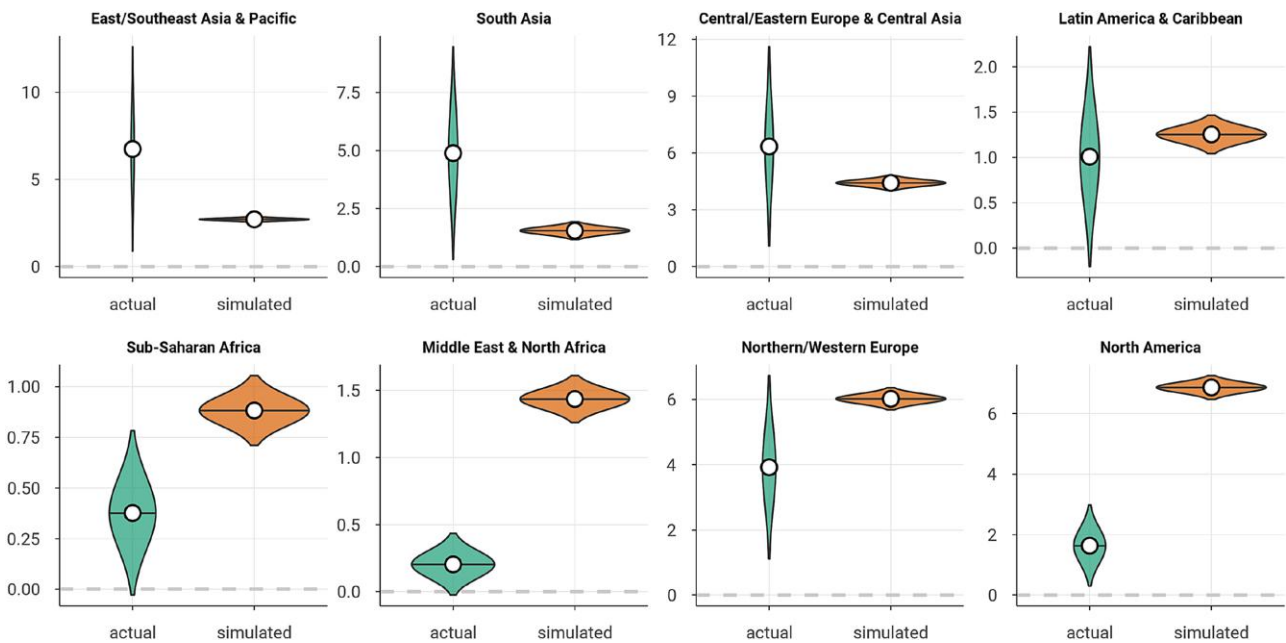 East/Southeast Asia & Pacific
10
5
0
actual simulated
South Asia
7.5
5.0
2.5
0.0
actual simulated
Central/Eastern Europe & Central Asia
12
9
6
3
0
actual simulated
Latin America & Caribbean
2.0
1.5
1.0
0.5
0.0
actual simulated
Sub-Saharan Africa
1.00
0.75
0.50
0.25
0.00
actual simulated
Middle East & North Africa
1.5
1.0
0.5
0.0
actual simulated
Northern/Western Europe
6
4
2
0
actual simulated
North America
6
4
2
0
actual simulated